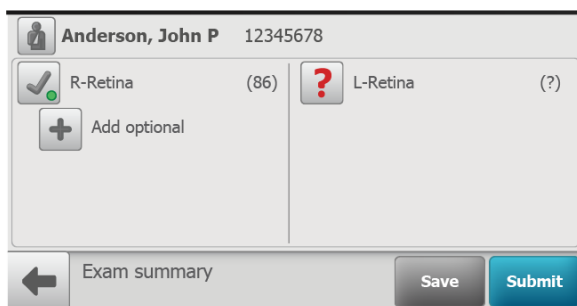 Anderson, John P 12345678
R-Retina (86) ? L-Retina (?)
Add optional
Exam summary Save Submit